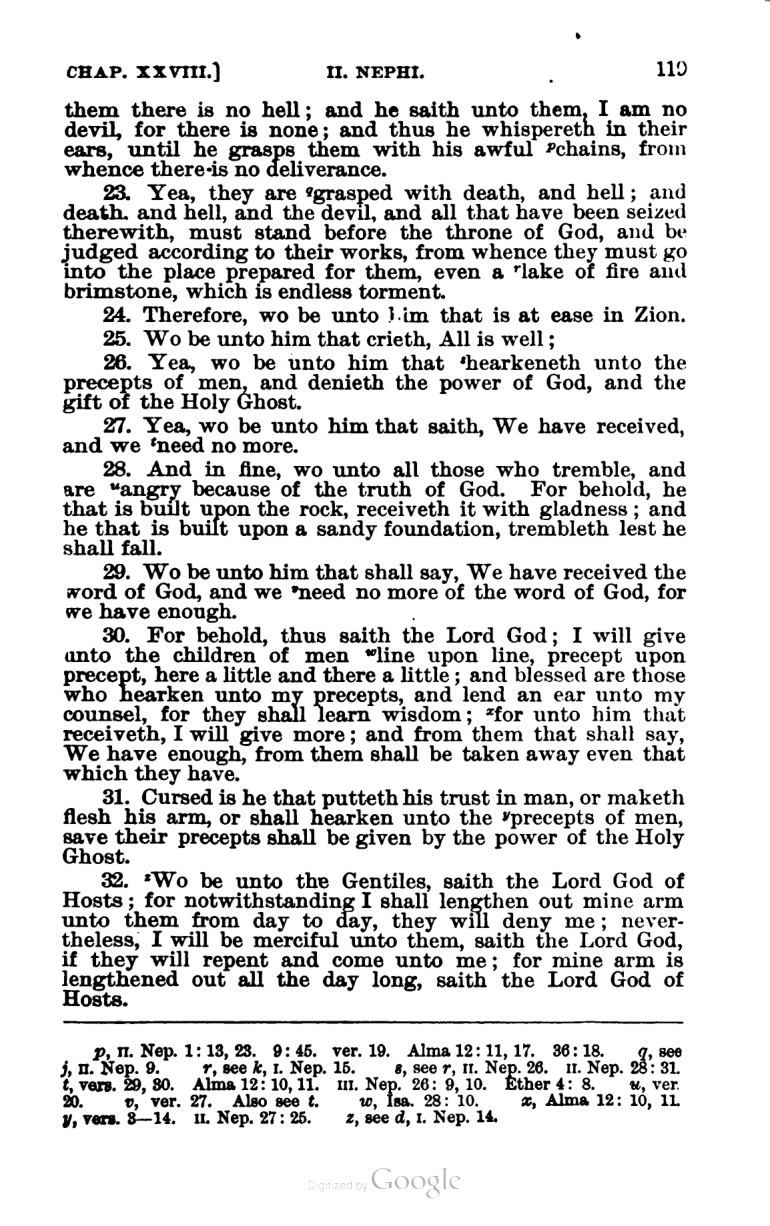 CHAP. XXVIII.] II. NEPHI. 119
them there is no hell; and he saith unto them, I am no
devil, for there is none; and thus he whispereth in their
ears, until he grasps them with his awful ᵖchains, from
whence there is no deliverance.
23. Yea, they are ᑫgrasped with death, and hell; and
death. and hell, and the devil, and all that have been seized
therewith, must stand before the throne of God, and be
judged according to their works, from whence they must go
into the place prepared for them, even a ʳlake of fire and
brimstone, which is endless torment.
24. Therefore, wo be unto him that is at ease in Zion.
25. Wo be unto him that crieth, All is well;
26. Yea, wo be unto him that ˢhearkeneth unto the
precepts of men, and denieth the power of God, and the
gift of the Holy Ghost.
27. Yea, wo be unto him that saith, We have received,
and we ᵗneed no more.
28. And in fine, wo unto all those who tremble, and
are ᵘangry because of the truth of God. For behold, he
that is built upon the rock, receiveth it with gladness; and
he that is built upon a sandy foundation, trembleth lest he
shall fall.
29. Wo be unto him that shall say, We have received the
word of God, and we ᵛneed no more of the word of God, for
we have enough.
30. For behold, thus saith the Lord God; I will give
unto the children of men ʷline upon line, precept upon
precept, here a little and there a little; and blessed are those
who hearken unto my precepts, and lend an ear unto my
counsel, for they shall learn wisdom; ˣfor unto him that
receiveth, I will give more; and from them that shall say,
We have enough, from them shall be taken away even that
which they have.
31. Cursed is he that putteth his trust in man, or maketh
flesh his arm, or shall hearken unto the ʸprecepts of men,
save their precepts shall be given by the power of the Holy
Ghost.
32. ᶻWo be unto the Gentiles, saith the Lord God of
Hosts; for notwithstanding I shall lengthen out mine arm
unto them from day to day, they will deny me; never-
theless, I will be merciful unto them, saith the Lord God,
if they will repent and come unto me; for mine arm is
lengthened out all the day long, saith the Lord God of
Hosts.
p, II. Nep. 1: 13, 23. 9: 45. ver. 19. Alma 12: 11, 17. 36: 18. q, see
j, II. Nep. 9. r, see k, I. Nep. 15. s, see r, II. Nep. 26. II. Nep. 28: 31.
t, vers. 29, 30. Alma 12: 10, 11. III. Nep. 26: 9, 10. Ether 4: 8. u, ver.
20. v, ver. 27. Also see t. w, Isa. 28: 10. x, Alma 12: 10, 11.
y, vers. 3—14. II. Nep. 27: 25. z, see d, I. Nep. 14.
Digitized by Google